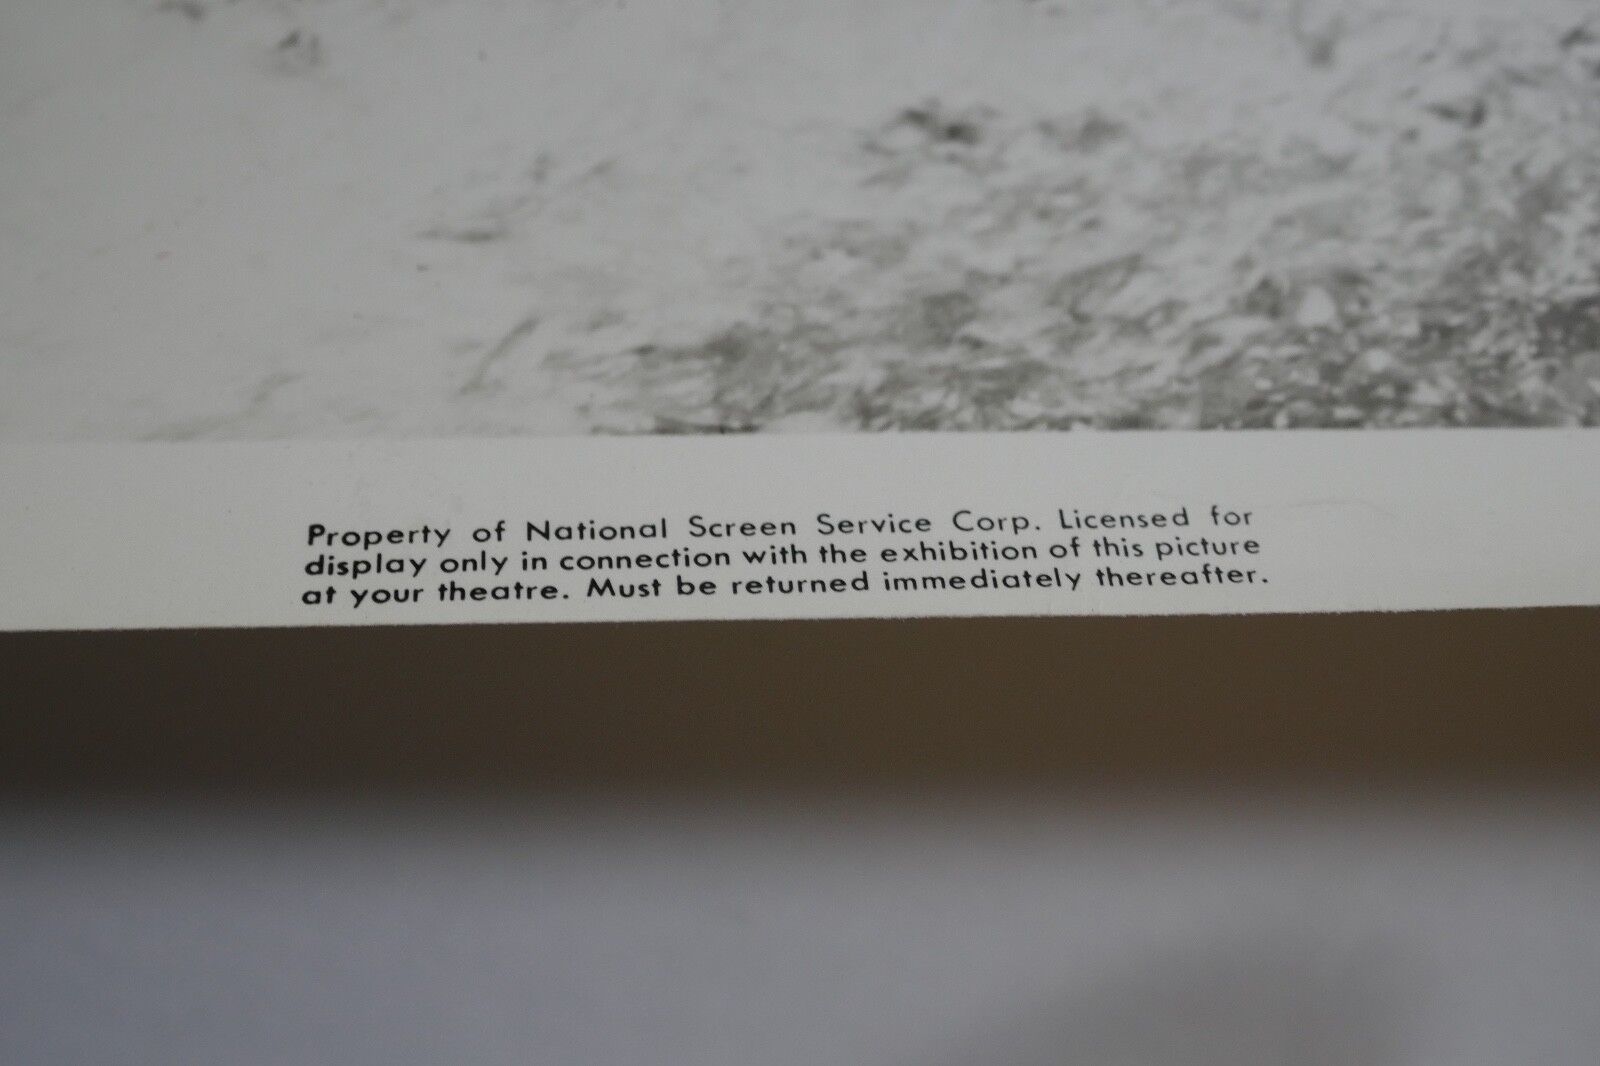 Property of National Screen Service Corp. Licensed for
display only in connection with the exhibition of this picture
at your theatre. Must be returned immediately thereafter.